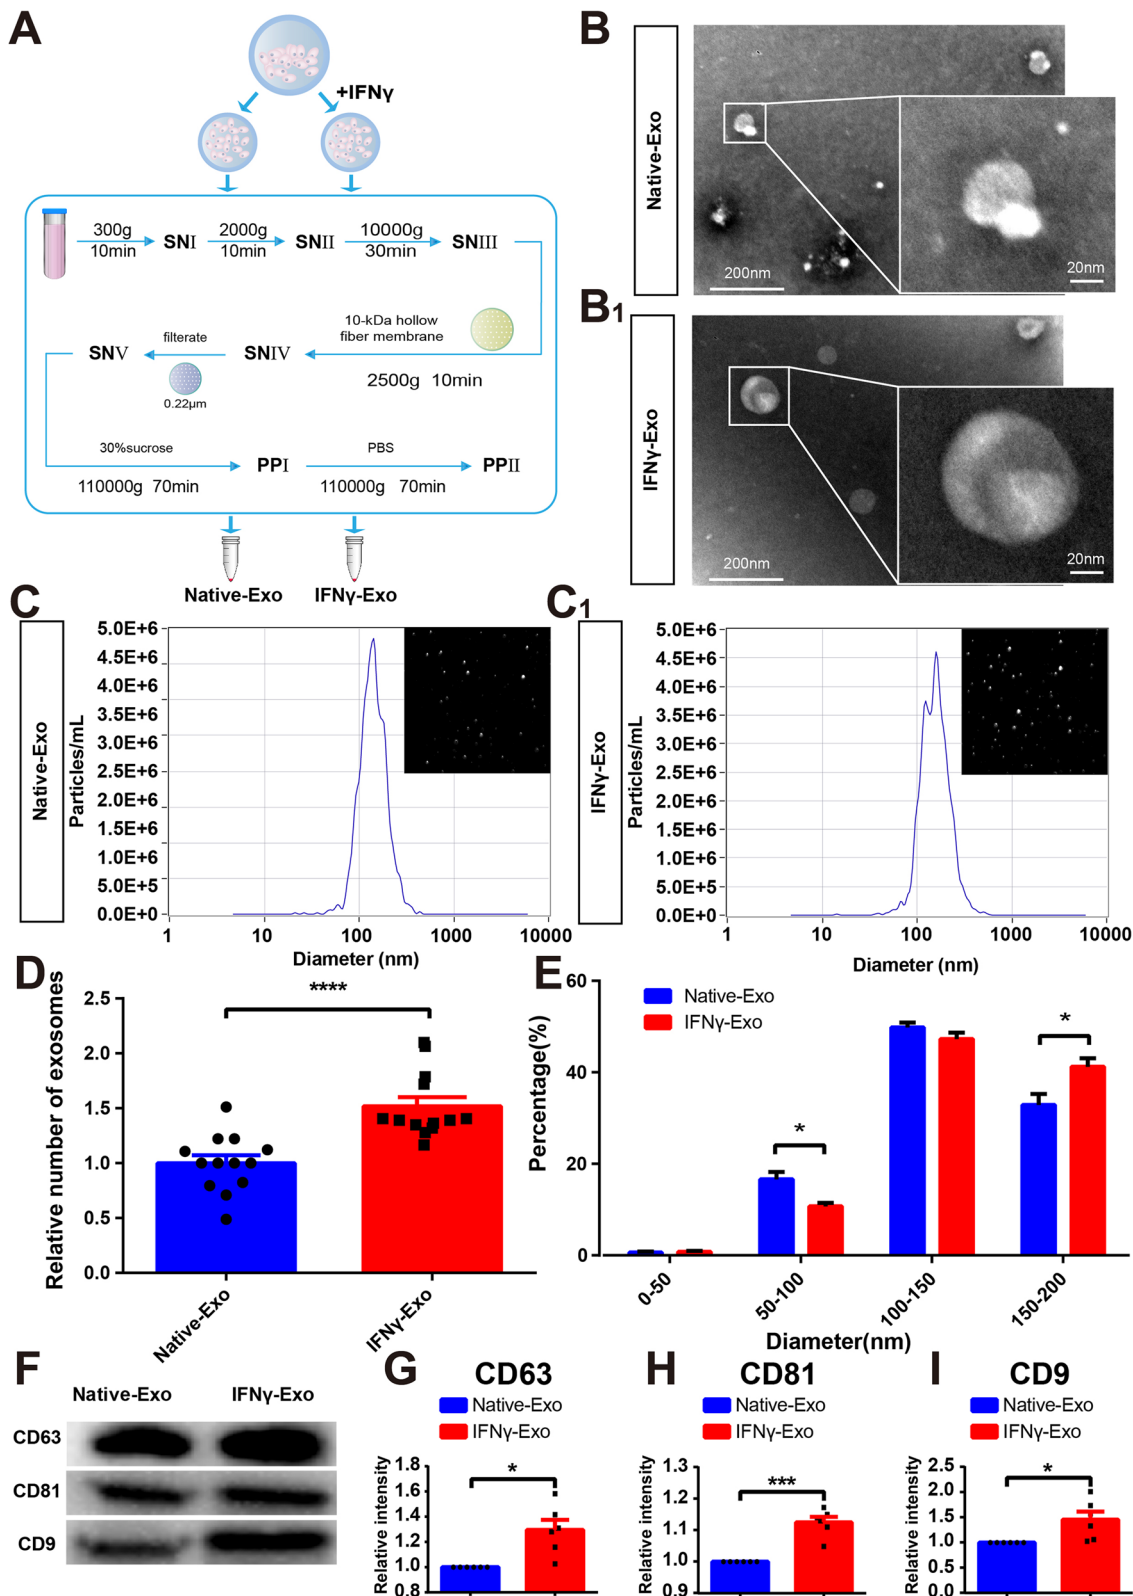 A
+IFNγ
300g
10min
SNI
2000g
10min
SNII
10000g
30min
SNIII
10-kDa hollow
fiber membrane
2500g 10min
SNIV
filterate
0.22μm
SNV
30%sucrose
110000g 70min
PPI
PBS
110000g 70min
PPII
Native-Exo
IFNγ-Exo
B
Native-Exo
200nm
20nm
B1
IFNγ-Exo
200nm
20nm
C
Native-Exo
Particles/mL
5.0E+6
4.5E+6
4.0E+6
3.5E+6
3.0E+6
2.5E+6
2.0E+6
1.5E+6
1.0E+6
5.0E+5
0.0E+0
1 10 100 1000 10000
Diameter (nm)
C1
IFNγ-Exo
Particles/mL
5.0E+6
4.5E+6
4.0E+6
3.5E+6
3.0E+6
2.5E+6
2.0E+6
1.5E+6
1.0E+6
5.0E+5
0.0E+0
1 10 100 1000 10000
Diameter (nm)
D
Relative number of exosomes
2.5
2.0
1.5
1.0
0.5
0.0
****
Native-Exo
IFNγ-Exo
E
Percentage(%)
60
40
20
0
Native-Exo
IFNγ-Exo
*
*
0-50
50-100
100-150
150-200
Diameter(nm)
F
Native-Exo
IFNγ-Exo
CD63
CD81
CD9
G
CD63
Native-Exo
IFNγ-Exo
Relative intensity
1.8
1.6
1.4
1.2
1.0
0.8
*
H
CD81
Native-Exo
IFNγ-Exo
Relative intensity
1.3
1.2
1.1
1.0
0.9
***
I
CD9
Native-Exo
IFNγ-Exo
Relative intensity
2.5
2.0
1.5
1.0
0.5
0.0
*